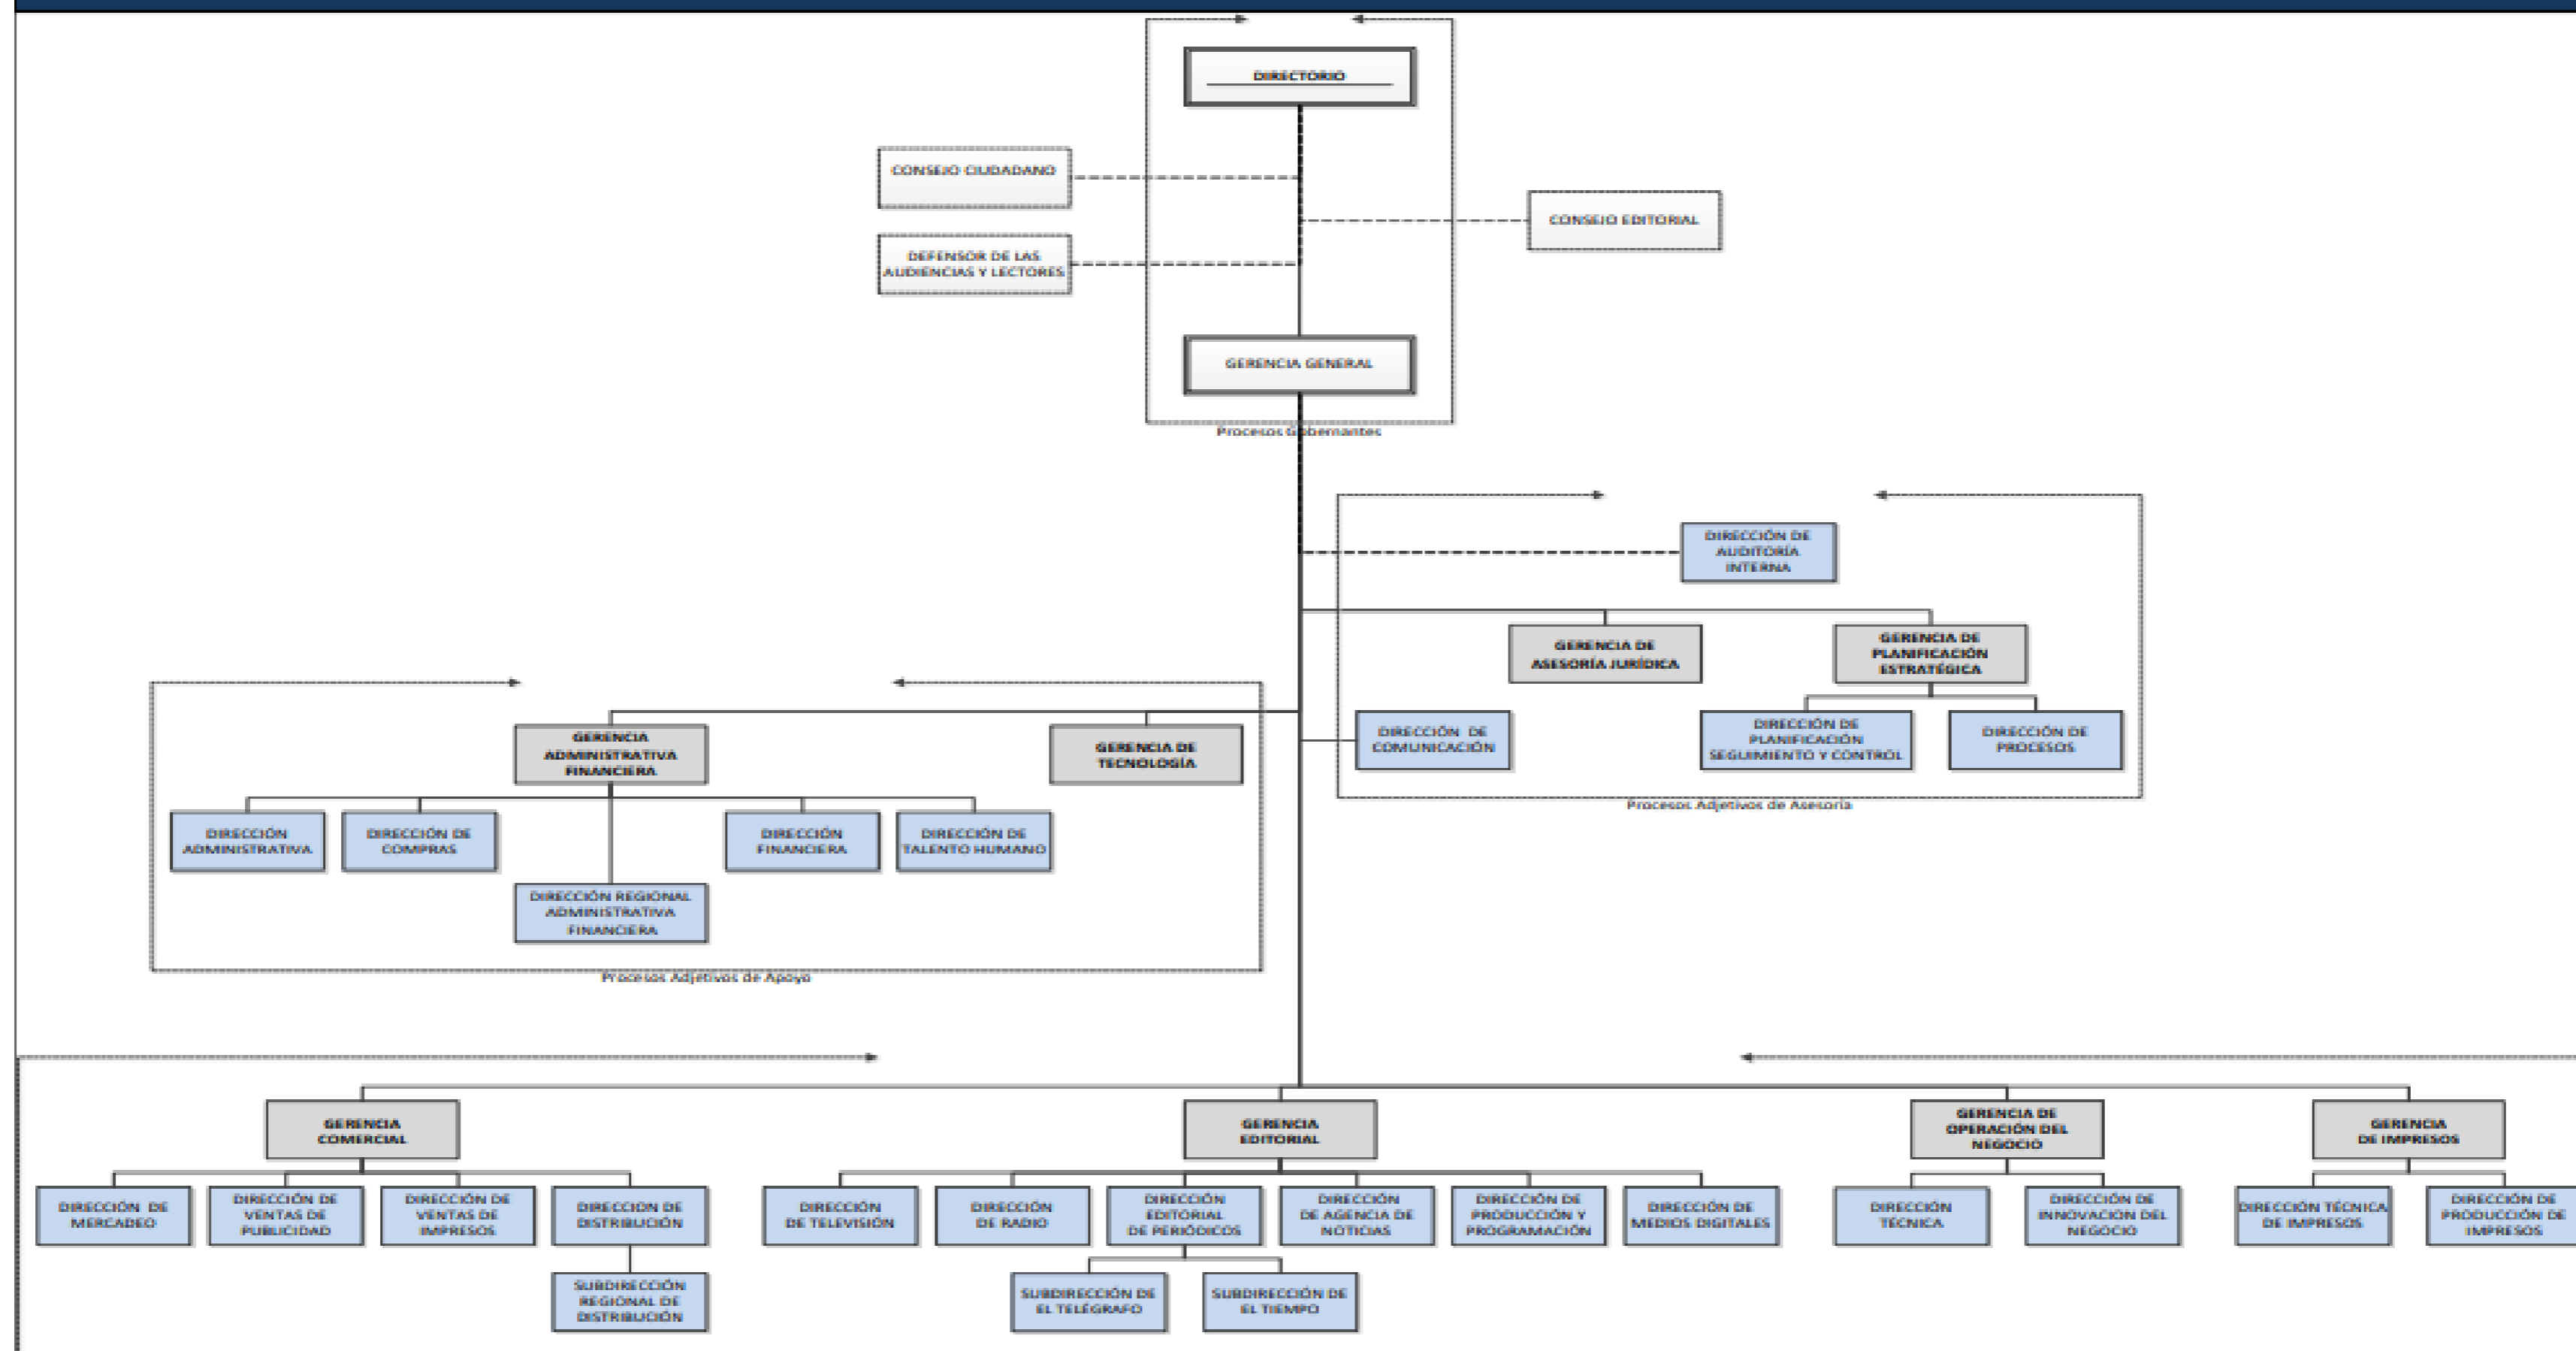 DIRECTORIO
CONSEJO CIUDADANO
CONSEJO EDITORIAL
DEFENSOR DE LAS
AUDIENCIAS Y LECTORES
GERENCIA GENERAL
Procesos Gobernantes
DIRECCIÓN DE
AUDITORÍA
INTERNA
GERENCIA DE
ASESORÍA JURÍDICA
GERENCIA DE
PLANIFICACIÓN
ESTRATÉGICA
DIRECCIÓN DE
COMUNICACIÓN
DIRECCIÓN DE
PLANIFICACIÓN
SEGUIMIENTO Y CONTROL
DIRECCIÓN DE
PROCESOS
Procesos Adjetivos de Asesoría
GERENCIA
ADMINISTRATIVA
FINANCIERA
GERENCIA DE
TECNOLOGÍA
DIRECCIÓN
ADMINISTRATIVA
DIRECCIÓN DE
COMPRAS
DIRECCIÓN
FINANCIERA
DIRECCIÓN DE
TALENTO HUMANO
DIRECCIÓN REGIONAL
ADMINISTRATIVA
FINANCIERA
Procesos Adjetivos de Apoyo
GERENCIA
COMERCIAL
GERENCIA
EDITORIAL
GERENCIA DE
OPERACIÓN DEL
NEGOCIO
GERENCIA
DE IMPRESOS
DIRECCIÓN DE
MERCADEO
DIRECCIÓN DE
VENTAS DE
PUBLICIDAD
DIRECCIÓN DE
VENTAS DE
IMPRESOS
DIRECCION DE
DISTRIBUCIÓN
DIRECCIÓN
DE TELEVISIÓN
DIRECCIÓN
DE RADIO
DIRECCIÓN
EDITORIAL
DE PERIÓDICOS
DIRECCIÓN
DE AGENCIA DE
NOTICIAS
DIRECCIÓN DE
PRODUCCIÓN Y
PROGRAMACIÓN
DIRECCIÓN DE
MEDIOS DIGITALES
DIRECCIÓN
TÉCNICA
DIRECCIÓN DE
INNOVACION DEL
NEGOCIO
DIRECCIÓN TÉCNICA
DE IMPRESOS
DIRECCIÓN DE
PRODUCCIÓN DE
IMPRESOS
SUBDIRECCIÓN
REGIONAL DE
DISTRIBUCIÓN
SUBDIRECCIÓN DE
EL TELÉGRAFO
SUBDIRECCIÓN DE
EL TIEMPO